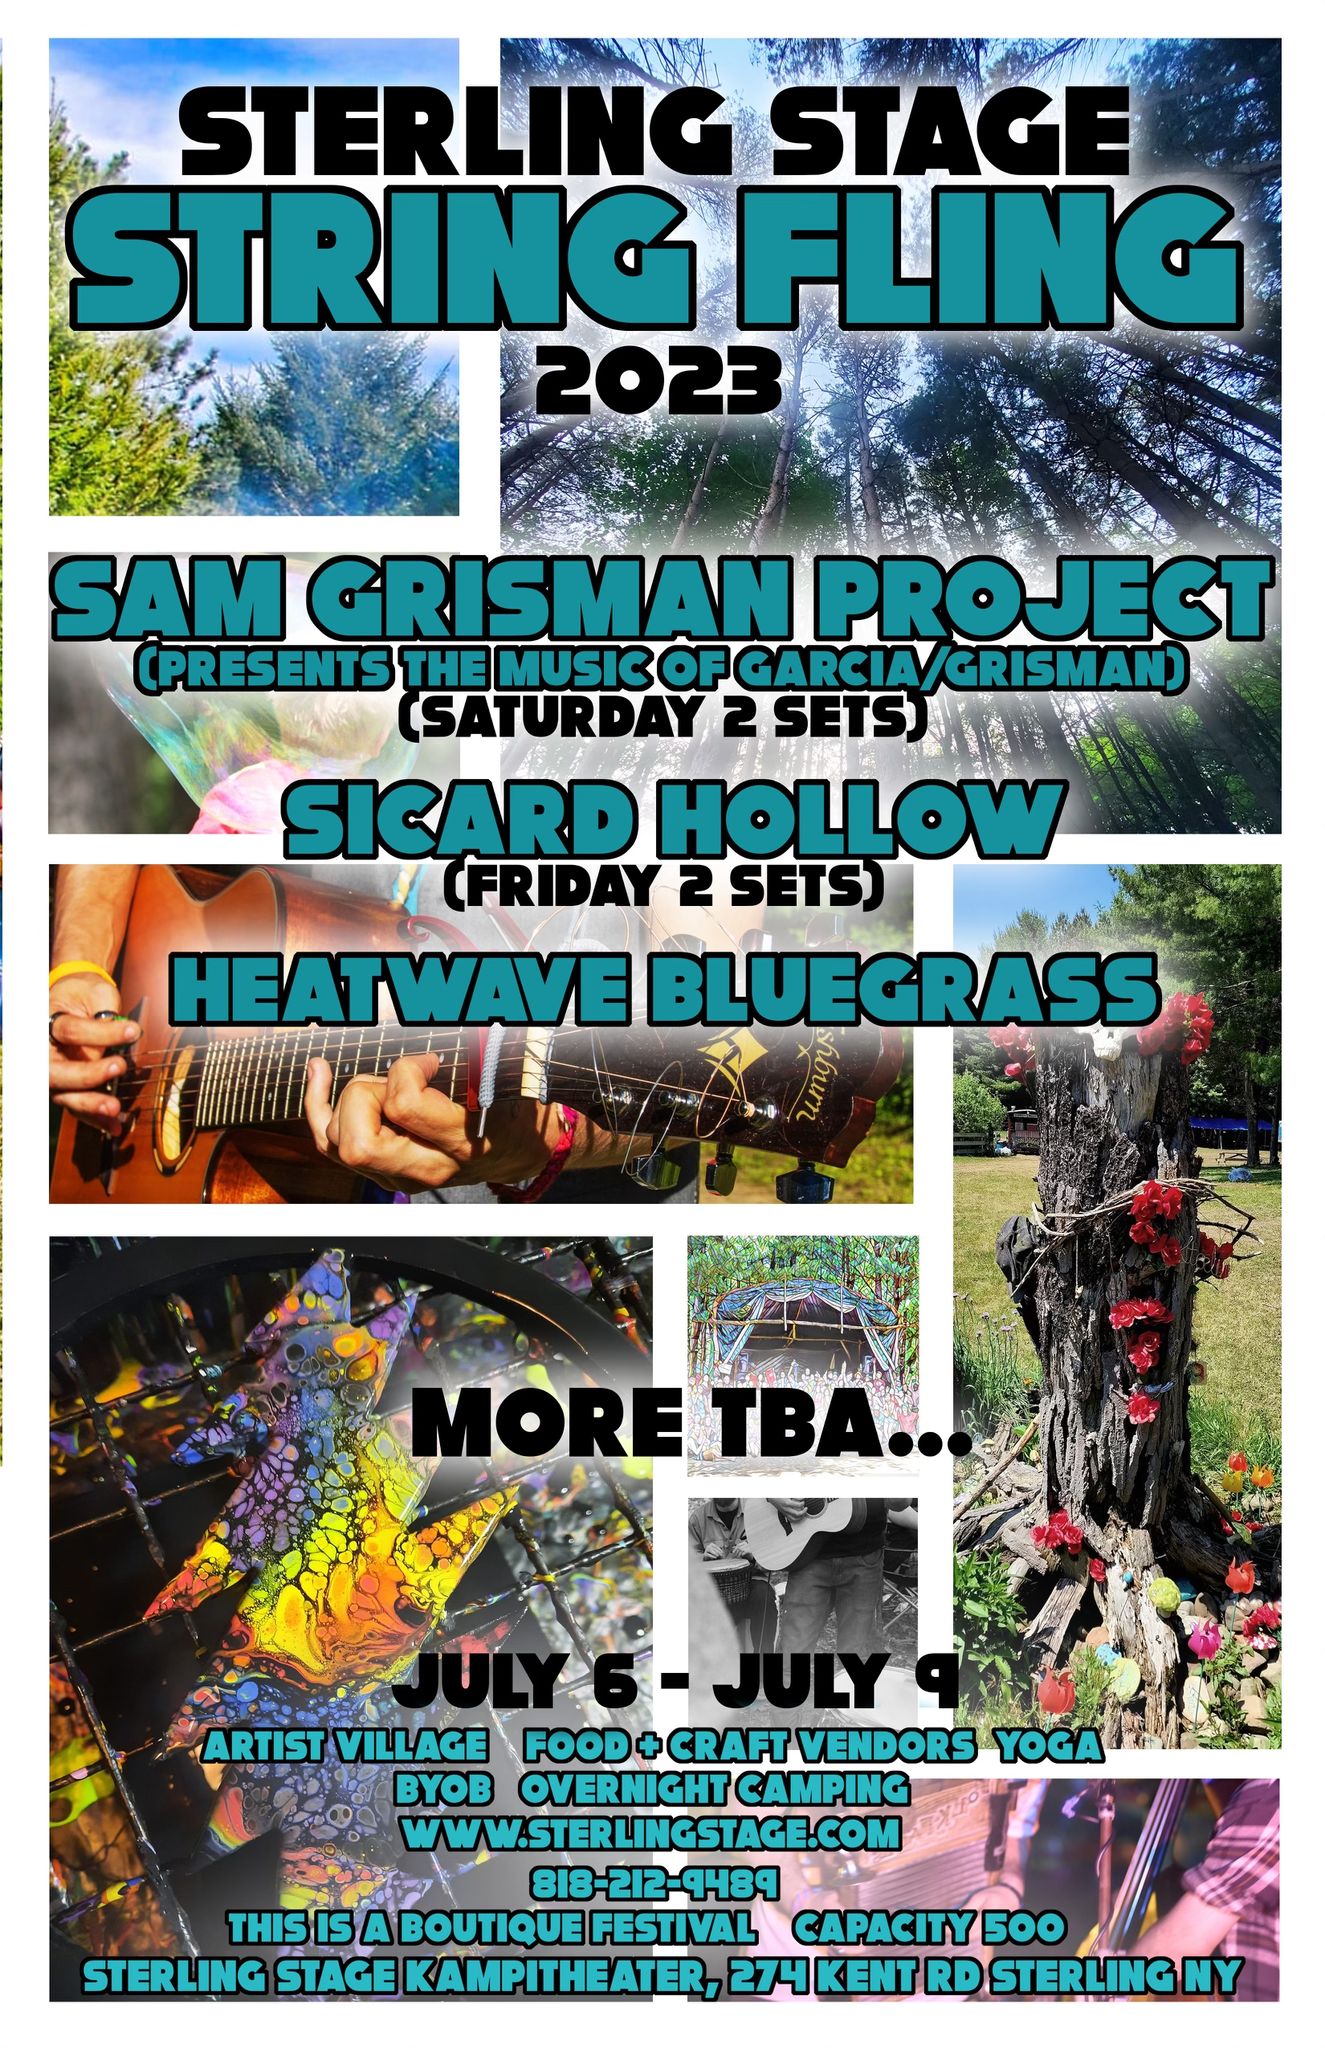 STERLING STAGE
STRING FLING
2023
SAM GRISMAN PROJECT
(PRESENTS THE MUSIC OF GARCIA/GRISMAN)
(SATURDAY 2 SETS)
SICARD HOLLOW
(FRIDAY 2 SETS)
HEATWAVE BLUEGRASS
MORE TBA...
JULY 6 - JULY 9
ARTIST VILLAGE FOOD + CRAFT VENDORS YOGA
BYOB OVERNIGHT CAMPING
WWW.STERLINGSTAGE.COM
818-212-9489
THIS IS A BOUTIQUE FESTIVAL CAPACITY 500
STERLING STAGE KAMPITHEATER, 274 KENT RD STERLING NY